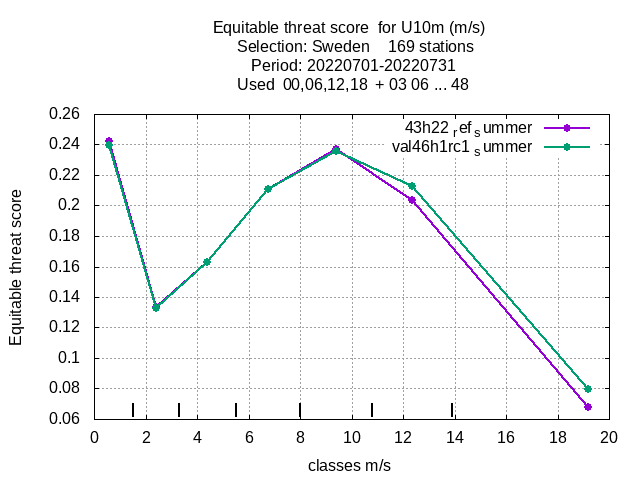 Equitable threat score for U10m (m/s)
Selection: Sweden 169 stations
Period: 20220701-20220731
Used 00,06,12,18 + 03 06 ... 48
43h22 refsummer
val46h1rc1 summer
Equitable threat score
0.26
0.24
0.22
0.2
0.18
0.16
0.14
0.12
0.1
0.08
0.06
0 2 4 6 8 10 12 14 16 18 20
classes m/s